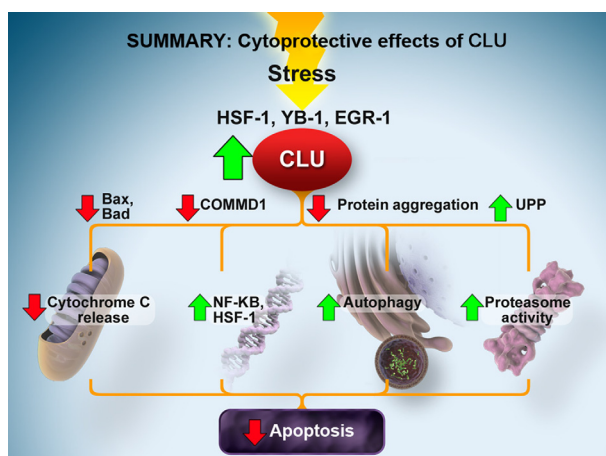 SUMMARY: Cytoprotective effects of CLU
Stress
HSF-1, YB-1, EGR-1
CLU
Bax,
Bad
COMMD1
Protein aggregation
UPP
Cytochrome C
release
NF-KB,
HSF-1
Autophagy
Proteasome
activity
Apoptosis